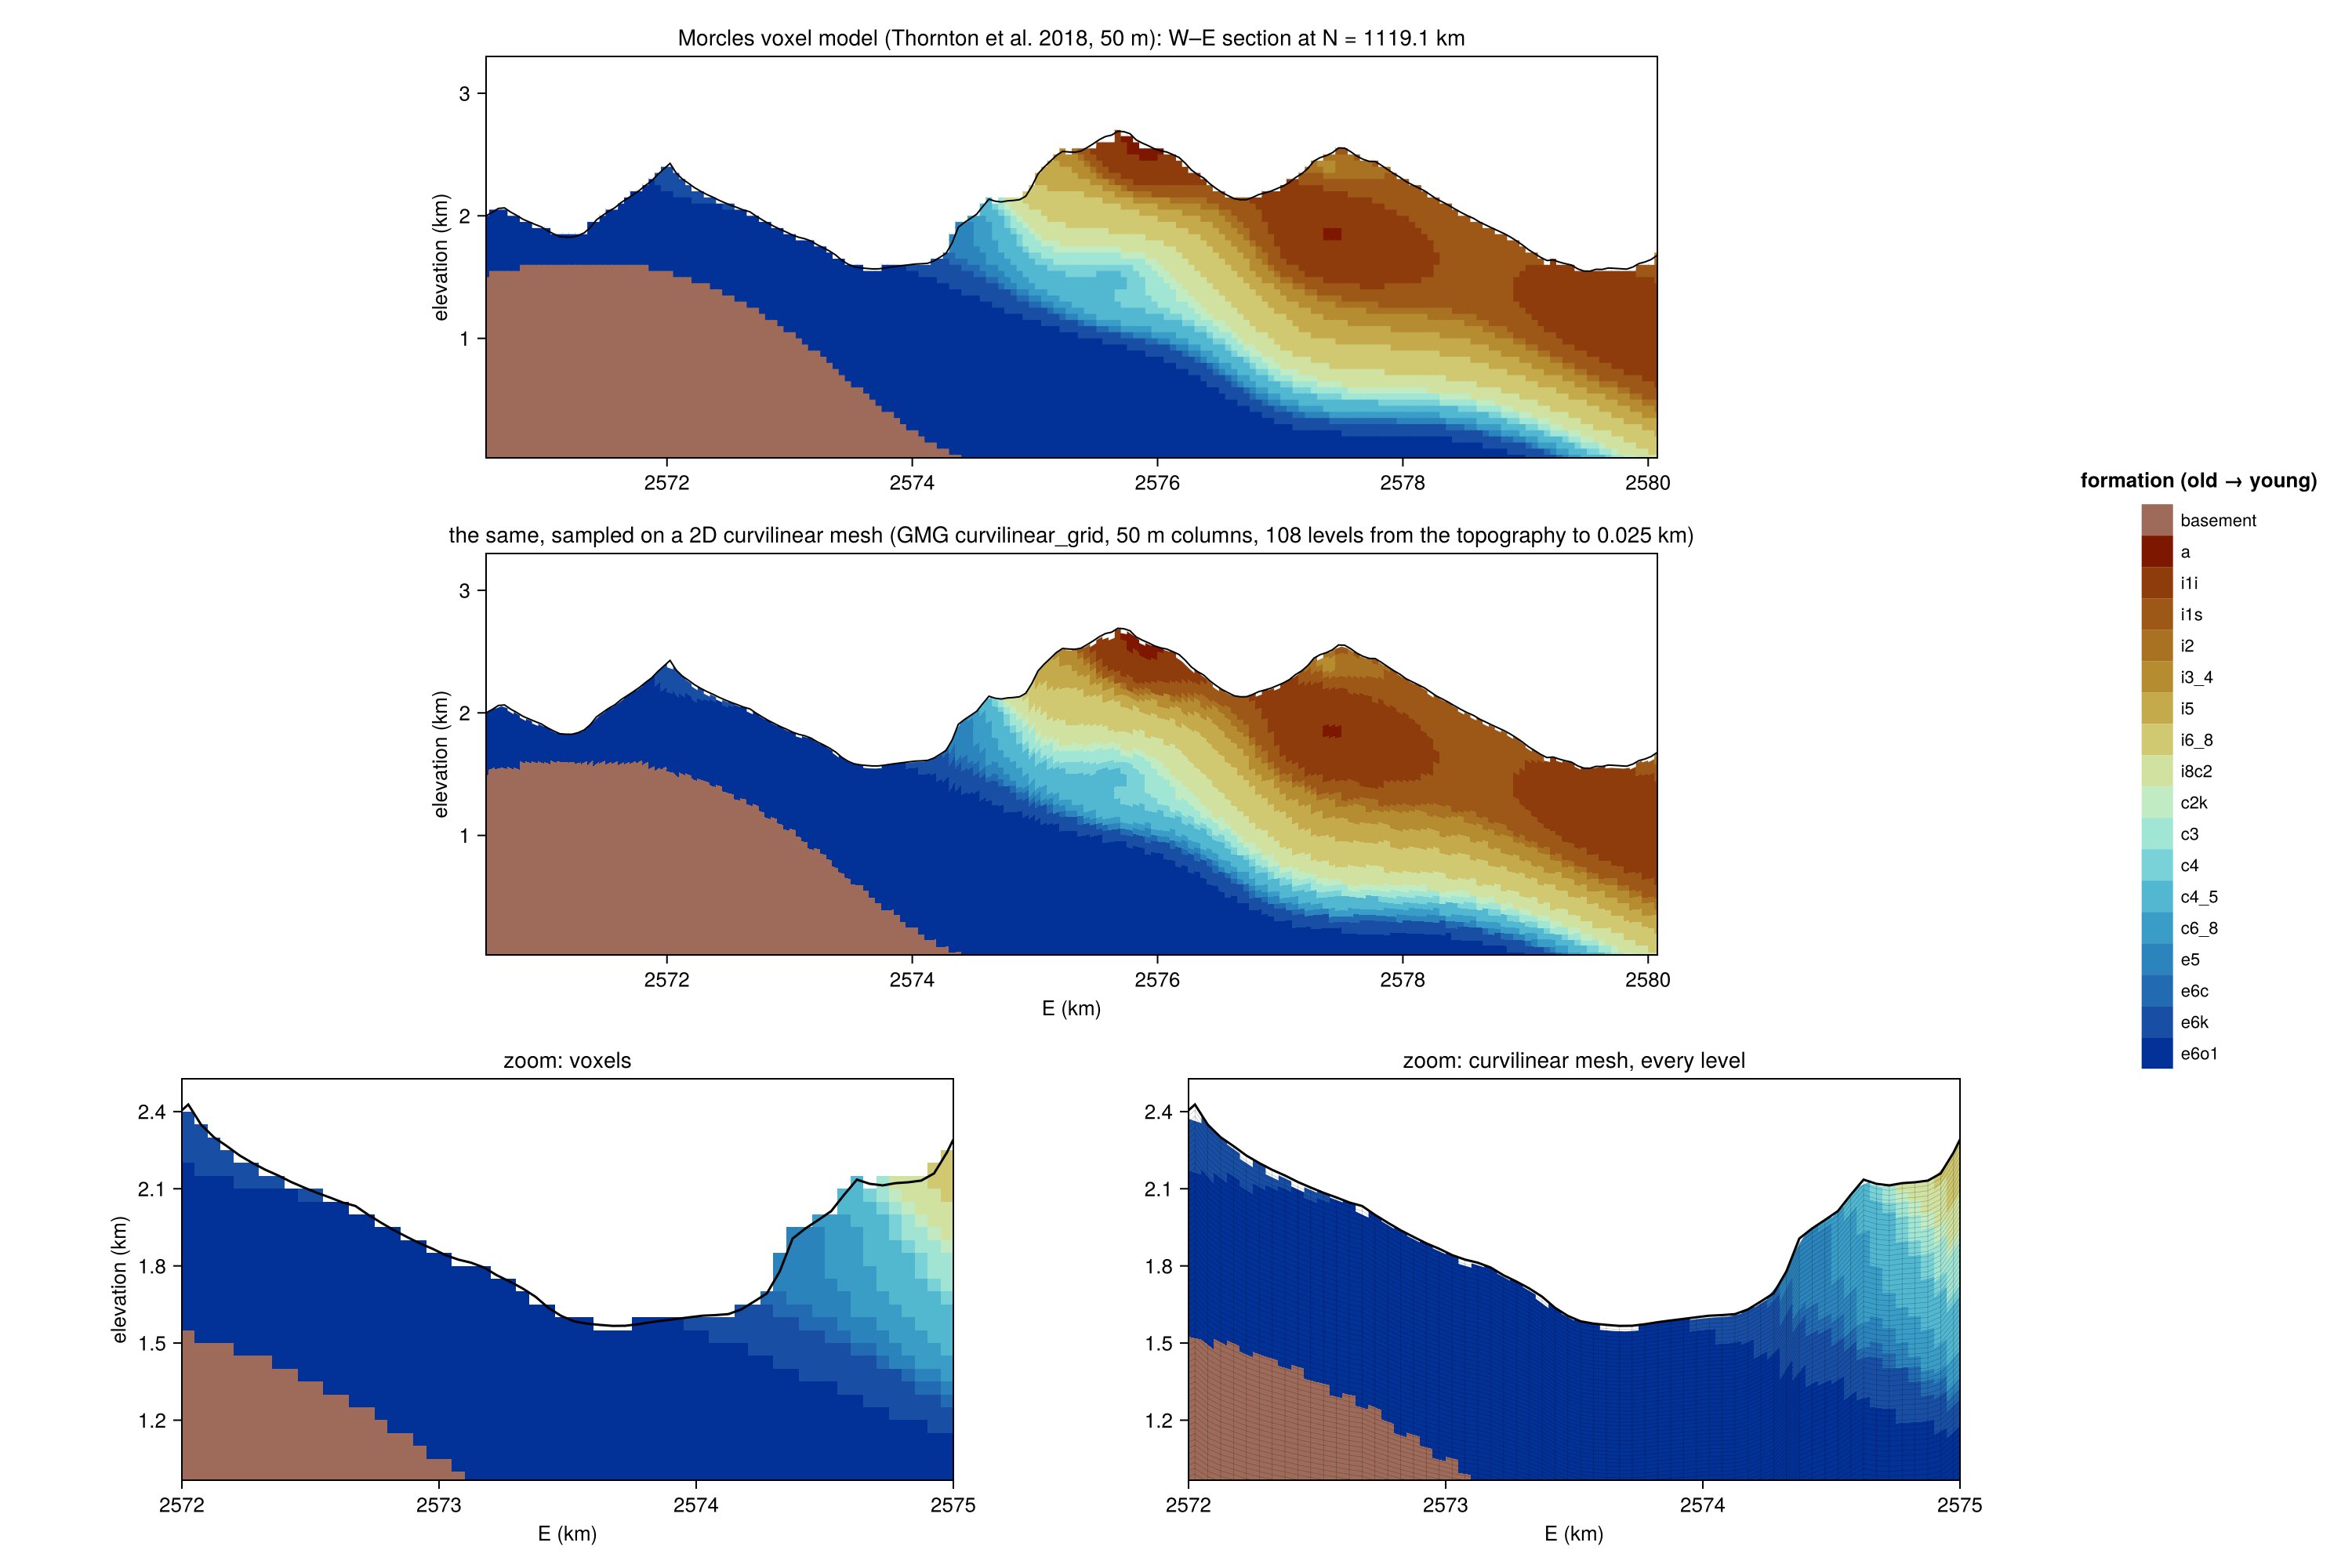 Morcles voxel model (Thornton et al. 2018, 50 m): W–E section at N = 1119.1 km
elevation (km)
3
2
1
2572 2574 2576 2578 2580
the same, sampled on a 2D curvilinear mesh (GMG curvilinear_grid, 50 m columns, 108 levels from the topography to 0.025 km)
elevation (km)
3
2
1
2572 2574 2576 2578 2580
E (km)
formation (old → young)
basement
a
i1i
i1s
i2
i3_4
i5
i6_8
i8c2
c2k
c3
c4
c4_5
c6_8
e5
e6c
e6k
e6o1
zoom: voxels
elevation (km)
2.4
2.1
1.8
1.5
1.2
2572 2573 2574 2575
E (km)
zoom: curvilinear mesh, every level
2.4
2.1
1.8
1.5
1.2
2572 2573 2574 2575
E (km)